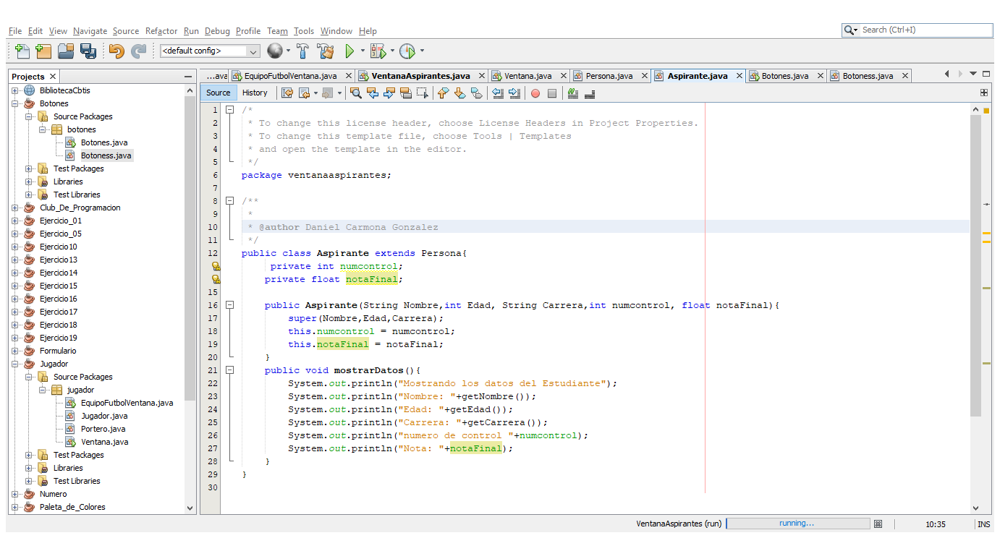 File Edit View Navigate Source Refactor Run Debug Profile Team Tools Window Help
Search (Ctrl+I)
<default config>
Projects
...ava EquipoFutbolVentana.java VentanaAspirantes.java Ventana.java Persona.java Aspirante.java Botones.java Botoness.java
Source History
BibliotecaCbtis
Botones
Source Packages
botones
Botones.java
Botoness.java
Test Packages
Libraries
Test Libraries
Club_De_Programacion
Ejercicio_01
Ejercicio_05
Ejercicio10
Ejercicio13
Ejercicio14
Ejercicio15
Ejercicio16
Ejercicio17
Ejercicio18
Ejercicio19
Formulario
Jugador
Source Packages
jugador
EquipoFutbolVentana.java
Jugador.java
Portero.java
Ventana.java
Test Packages
Libraries
Test Libraries
Numero
Paleta_de_Colores
1 /*
2 * To change this license header, choose License Headers in Project Properties.
3 * To change this template file, choose Tools | Templates
4 * and open the template in the editor.
5 */
6 package ventanaaspirantes;
7
8 /**
9 *
10 * @author Daniel Carmona Gonzalez
11 */
12 public class Aspirante extends Persona{
private int numcontrol;
private float notaFinal;
15
16 public Aspirante(String Nombre,int Edad, String Carrera,int numcontrol, float notaFinal){
17 super(Nombre,Edad,Carrera);
18 this.numcontrol = numcontrol;
19 this.notaFinal = notaFinal;
20 }
21 public void mostrarDatos(){
22 System.out.println("Mostrando los datos del Estudiante");
23 System.out.println("Nombre: "+getNombre());
24 System.out.println("Edad: "+getEdad());
25 System.out.println("Carrera: "+getCarrera());
26 System.out.println("numero de control "+numcontrol);
27 System.out.println("Nota: "+notaFinal);
28 }
29 }
30
VentanaAspirantes (run) running... 10:35 INS